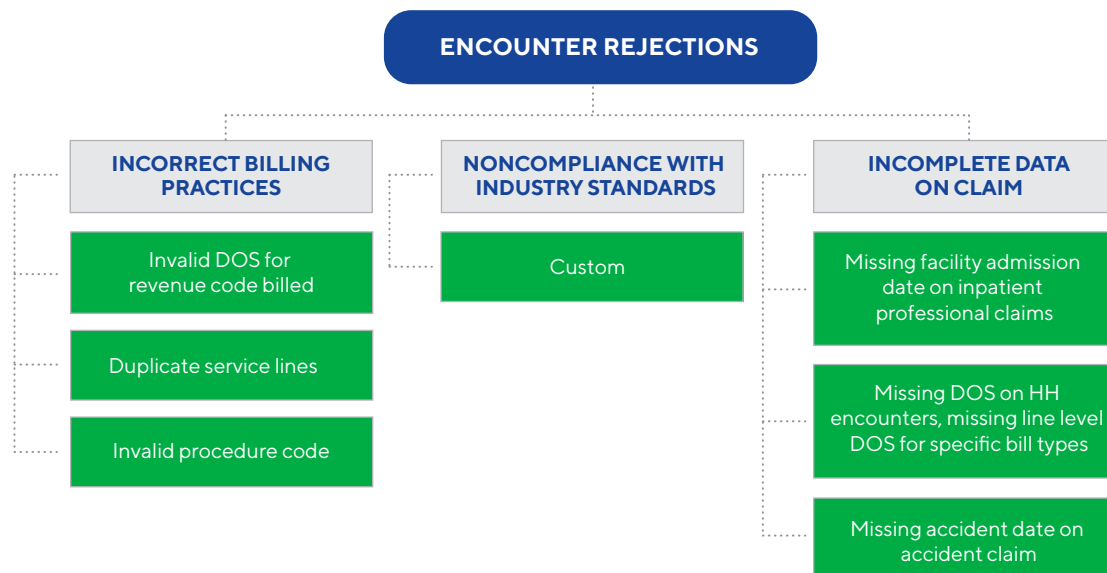 ENCOUNTER REJECTIONS
INCORRECT BILLING
PRACTICES
Invalid DOS for
revenue code billed
Duplicate service lines
Invalid procedure code
NONCOMPLIANCE WITH
INDUSTRY STANDARDS
Custom
INCOMPLETE DATA
ON CLAIM
Missing facility admission
date on inpatient
professional claims
Missing DOS on HH
encounters, missing line level
DOS for specific bill types
Missing accident date on
accident claim